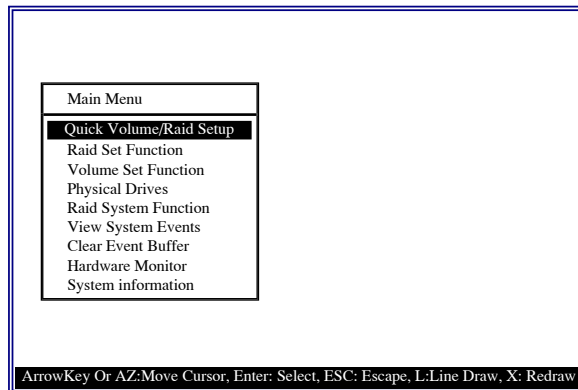 Main Menu
Quick Volume/Raid Setup
Raid Set Function
Volume Set Function
Physical Drives
Raid System Function
View System Events
Clear Event Buffer
Hardware Monitor
System information
ArrowKey Or AZ:Move Cursor, Enter: Select, ESC: Escape, L:Line Draw, X: Redraw